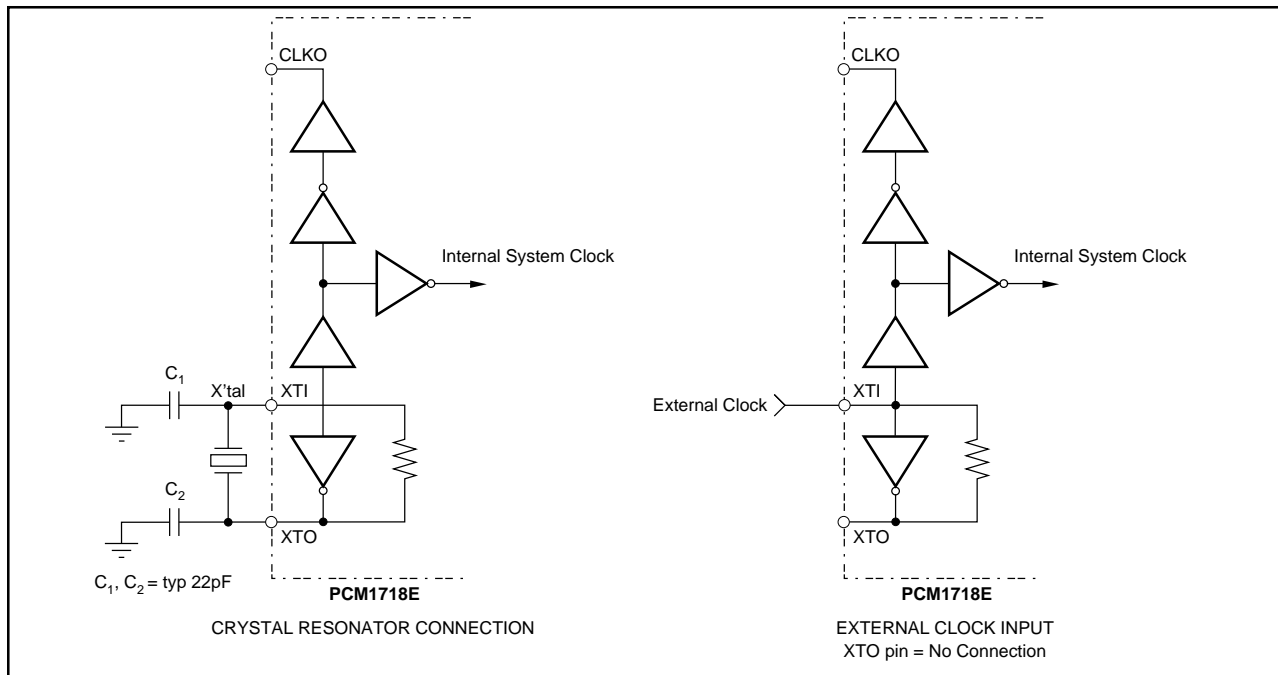 CLKO
Internal System Clock
C₁
X'tal
XTI
C₂
XTO
C₁, C₂ = typ 22pF
PCM1718E
CRYSTAL RESONATOR CONNECTION
CLKO
Internal System Clock
External Clock
XTI
XTO
PCM1718E
EXTERNAL CLOCK INPUT
XTO pin = No Connection